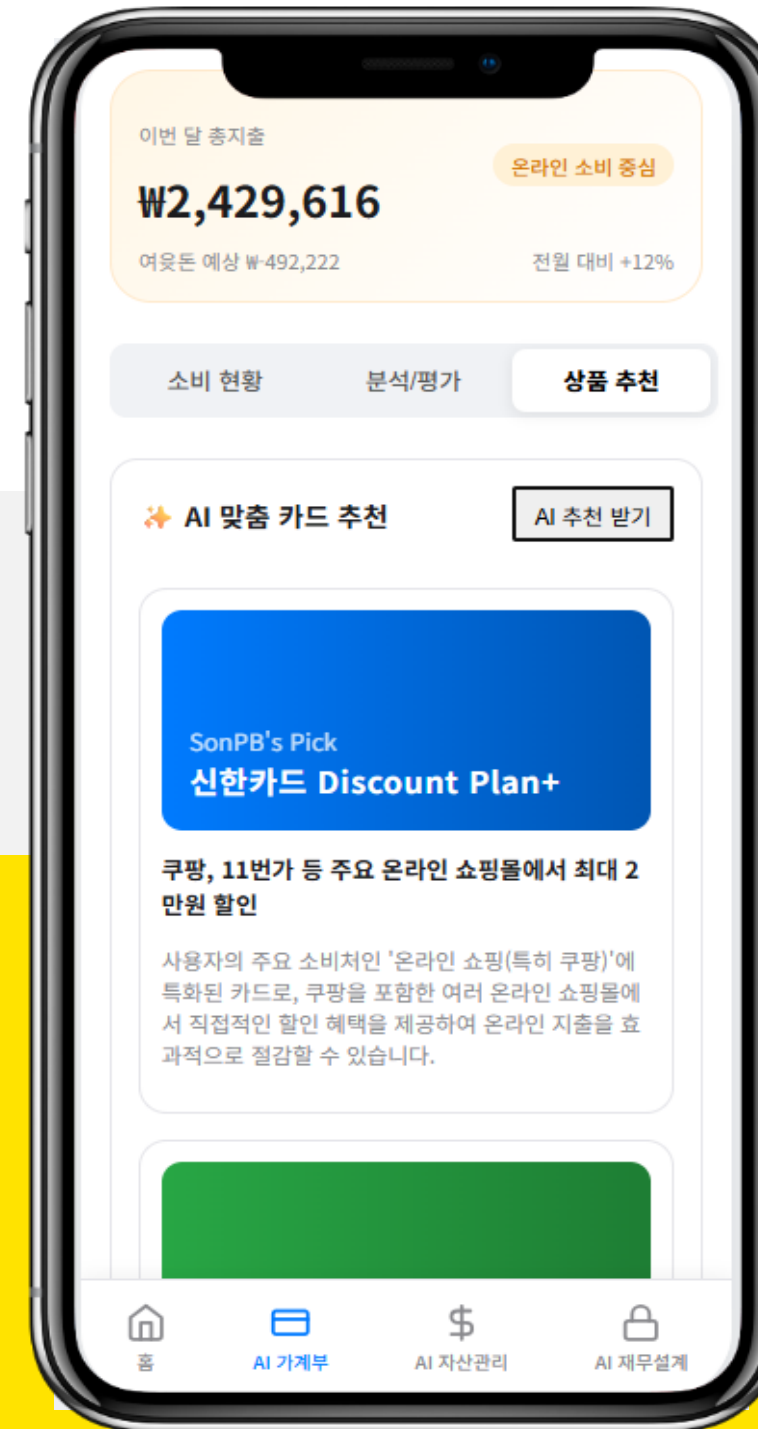 이번 달 총지출
온라인 소비 중심
₩2,429,616
여윳돈 예상 ₩-492,222
전월 대비 +12%
소비 현황
분석/평가
상품 추천
AI 맞춤 카드 추천
AI 추천 받기
SonPB's Pick
신한카드 Discount Plan+
쿠팡, 11번가 등 주요 온라인 쇼핑몰에서 최대 2
만원 할인
사용자의 주요 소비처인 '온라인 쇼핑(특히 쿠팡)'에
특화된 카드로, 쿠팡을 포함한 여러 온라인 쇼핑몰에
서 직접적인 할인 혜택을 제공하여 온라인 지출을 효
과적으로 절감할 수 있습니다.
홈
AI 가계부
AI 자산관리
AI 재무설계